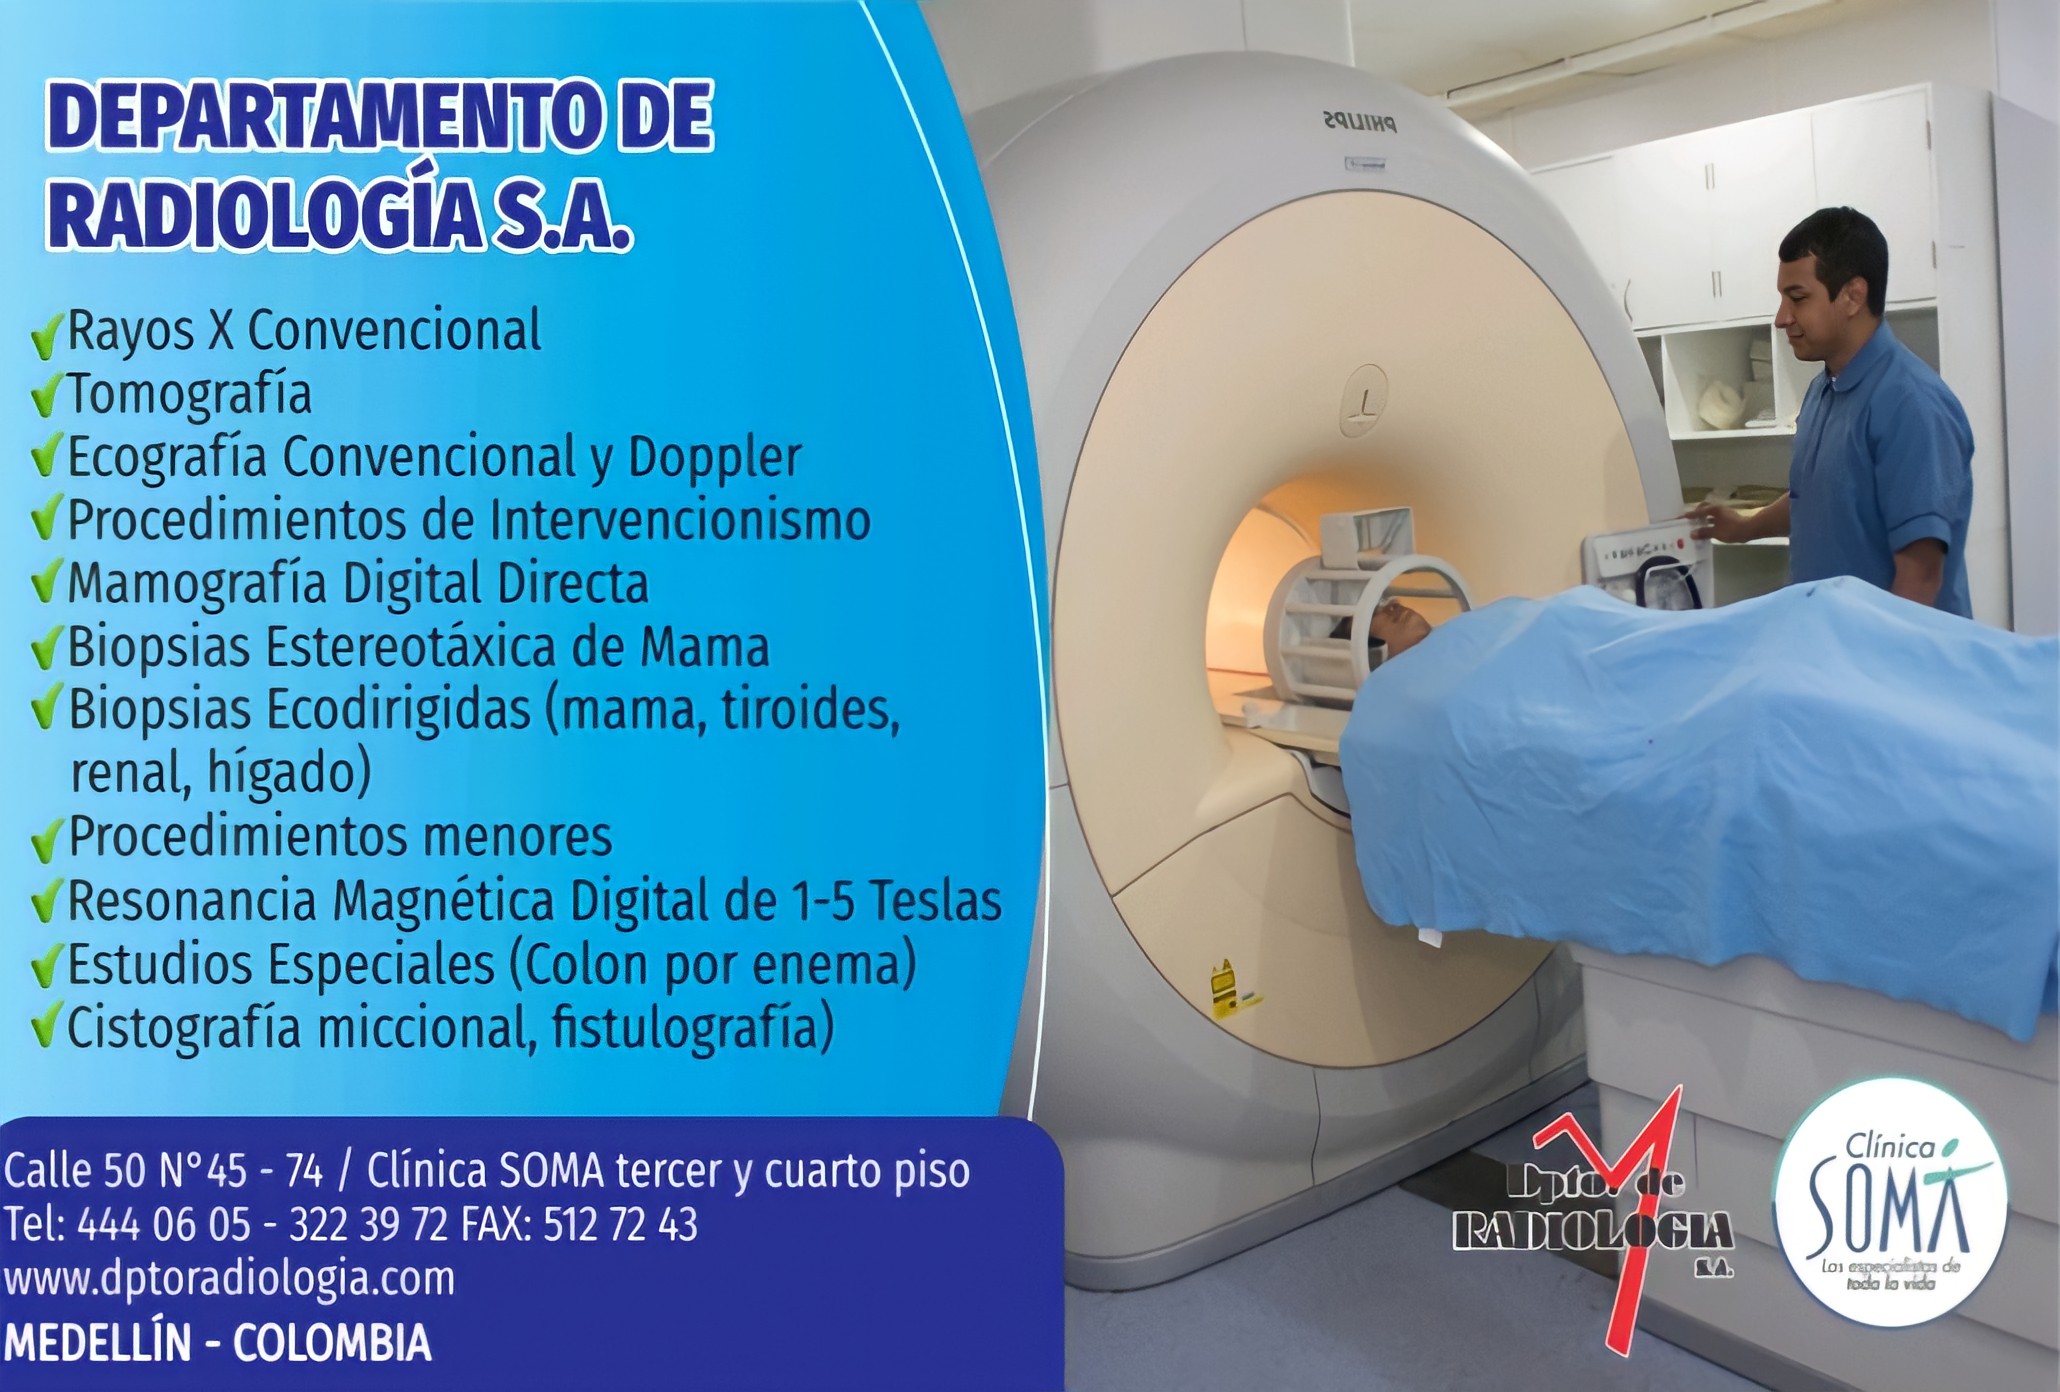 DEPARTAMENTO DE
RADIOLOGÍA S.A.
Rayos X Convencional
Tomografía
Ecografía Convencional y Doppler
Procedimientos de Intervencionismo
Mamografía Digital Directa
Biopsias Estereotáxica de Mama
Biopsias Ecodirigidas (mama, tiroides,
renal, hígado)
Procedimientos menores
Resonancia Magnética Digital de 1-5 Teslas
Estudios Especiales (Colon por enema)
Cistografía miccional, fistulografía)
Calle 50 N°45 - 74 / Clínica SOMA tercer y cuarto piso
Tel: 444 06 05 - 322 39 72 FAX: 512 72 43
www.dptoradiologia.com
MEDELLÍN - COLOMBIA
PHILIPS
Dpto. de
RADIOLOGIA
S.A.
Clínica
SOMA
Los especialistas de
toda la vida